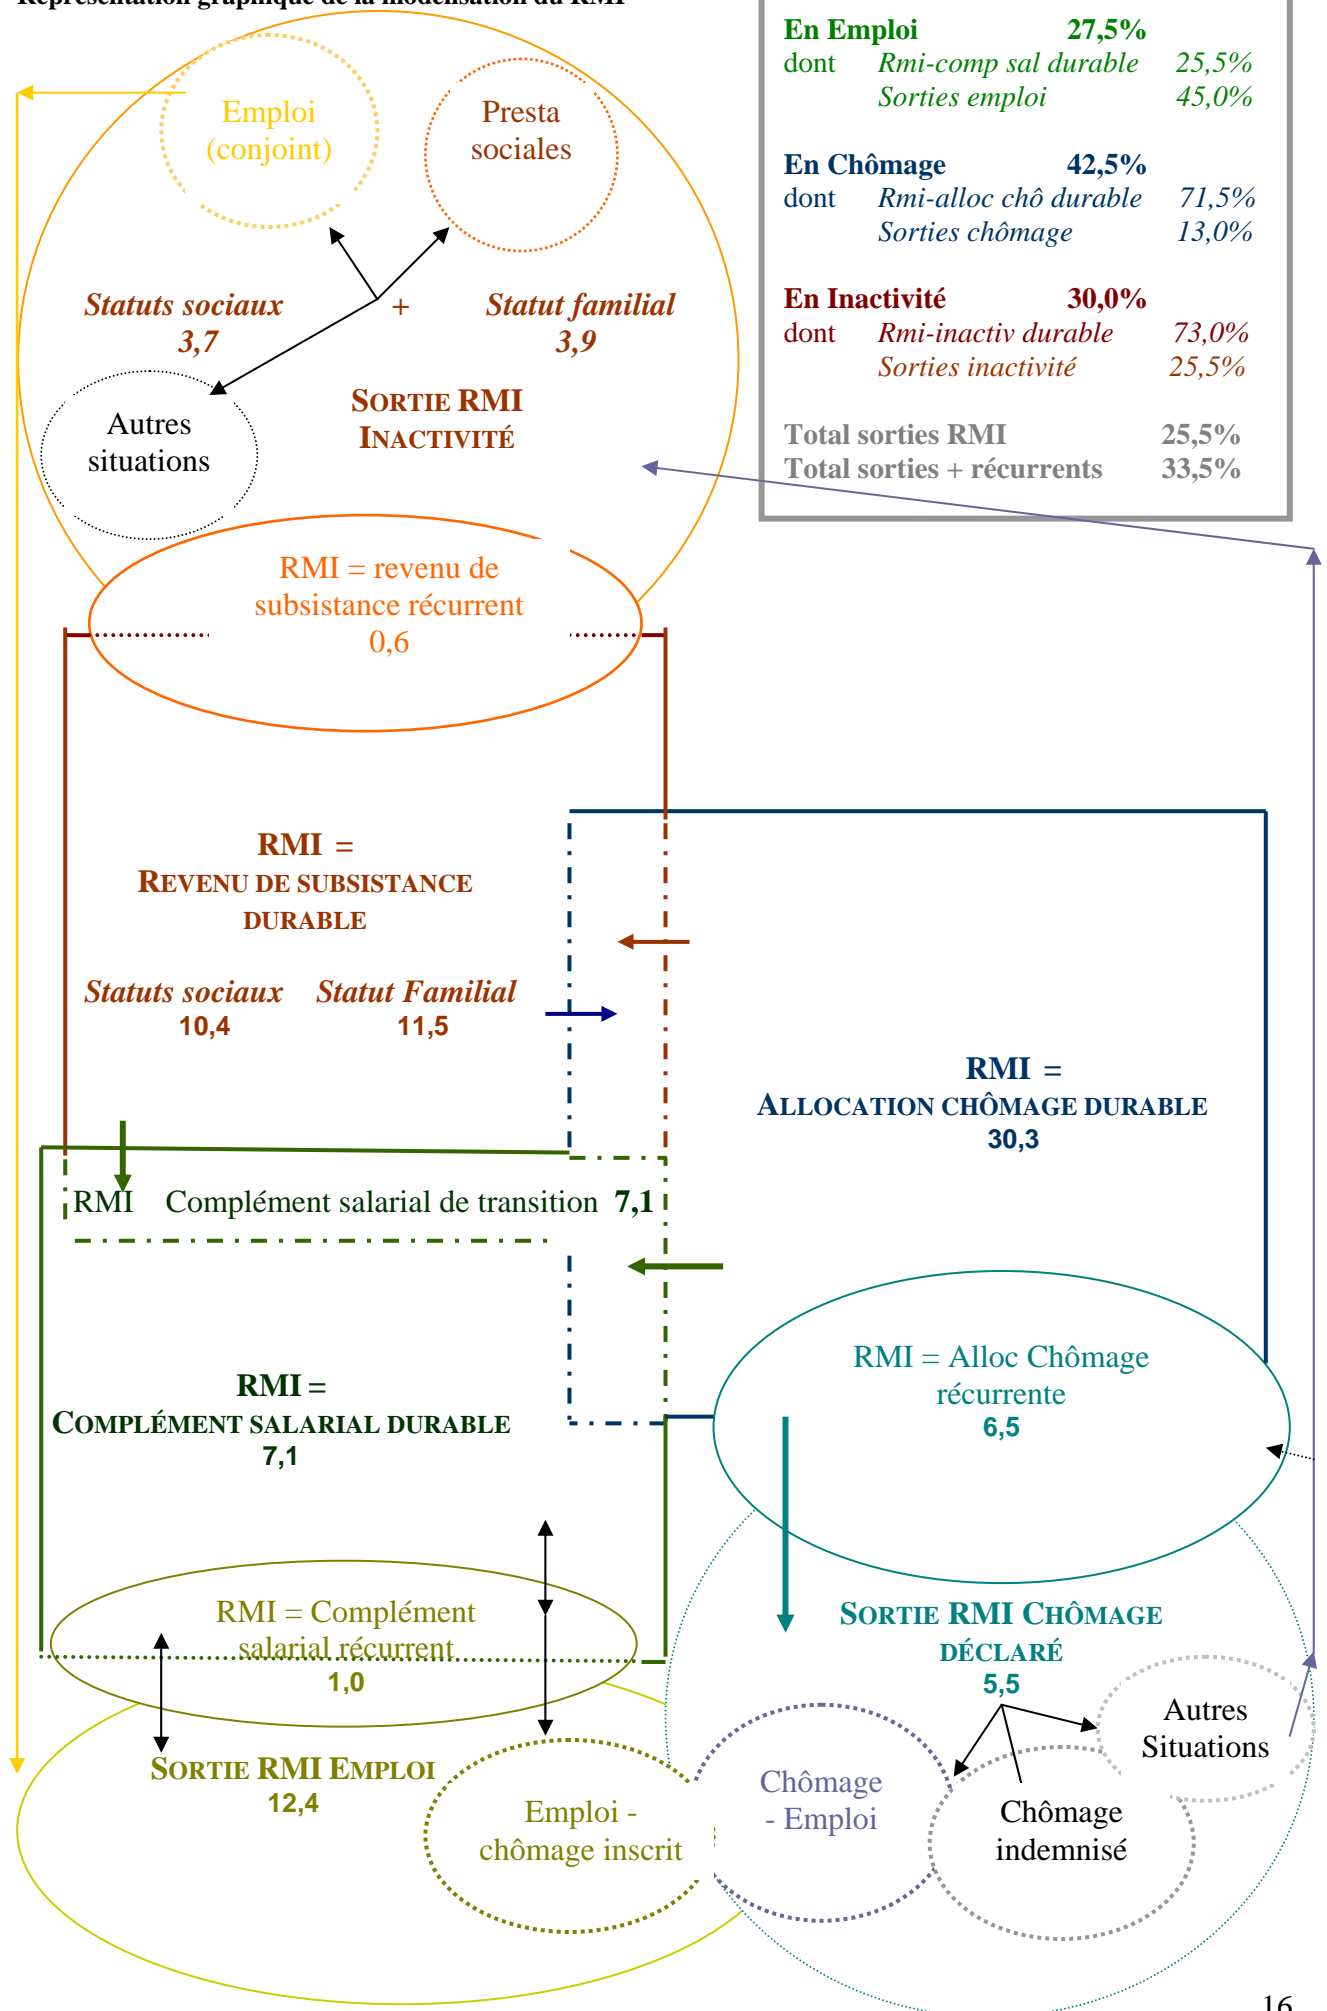 Représentation graphique de la modélisation du RMI
En Emploi 27,5%
dont Rmi-comp sal durable 25,5%
Sorties emploi 45,0%
En Chômage 42,5%
dont Rmi-alloc chô durable 71,5%
Sorties chômage 13,0%
En Inactivité 30,0%
dont Rmi-inactiv durable 73,0%
Sorties inactivité 25,5%
Total sorties RMI 25,5%
Total sorties + récurrents 33,5%
Emploi
(conjoint)
Presta
sociales
Statuts sociaux + Statut familial
3,7 3,9
SORTIE RMI
INACTIVITÉ
Autres
situations
RMI = revenu de
subsistance récurrent
0,6
RMI =
REVENU DE SUBSISTANCE
DURABLE
Statuts sociaux Statut Familial
10,4 11,5
RMI =
ALLOCATION CHÔMAGE DURABLE
30,3
RMI Complément salarial de transition 7,1
RMI =
COMPLÉMENT SALARIAL DURABLE
7,1
RMI = Alloc Chômage
récurrente
6,5
RMI = Complément
salarial récurrent
1,0
SORTIE RMI CHÔMAGE
DÉCLARÉ
5,5
SORTIE RMI EMPLOI
12,4
Emploi -
chômage inscrit
Chômage
- Emploi
Chômage
indemnisé
Autres
Situations
16